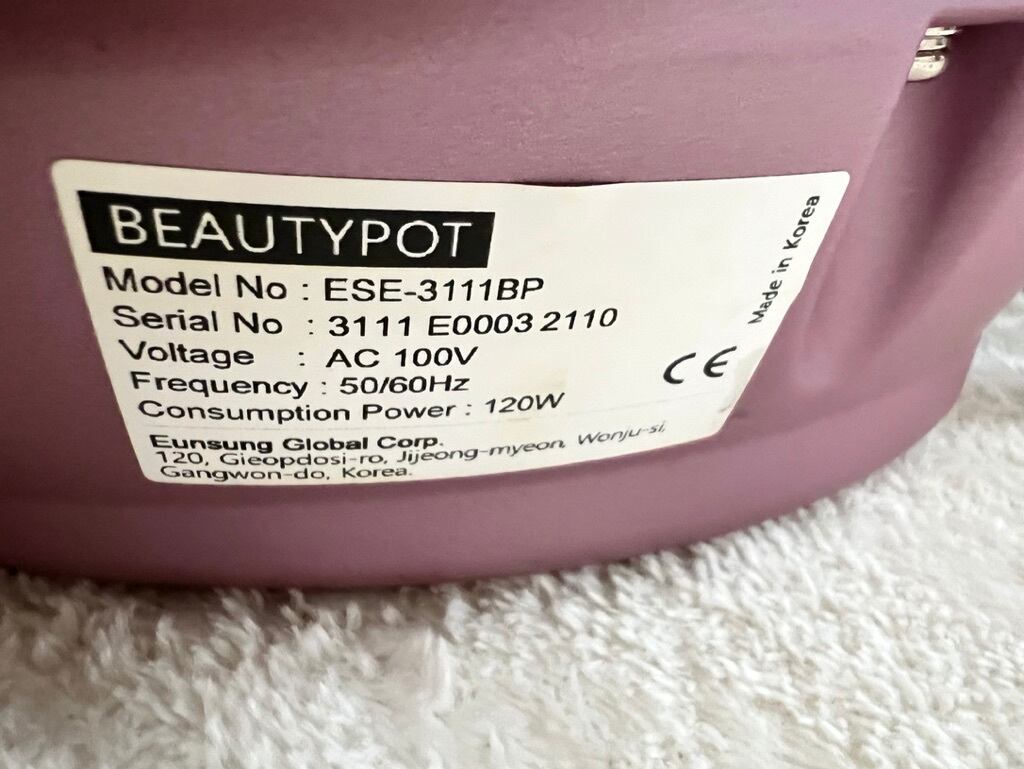 BEAUTYPOT
Model No : ESE-3111BP
Serial No : 3111 E0003 2110
Voltage : AC 100V
Frequency : 50/60Hz
Consumption Power : 120W
Eunsung Global Corp.
120, Gieopdosi-ro, Jijeong-myeon, Wonju-si,
Gangwon-do, Korea.
CE
Made in Korea